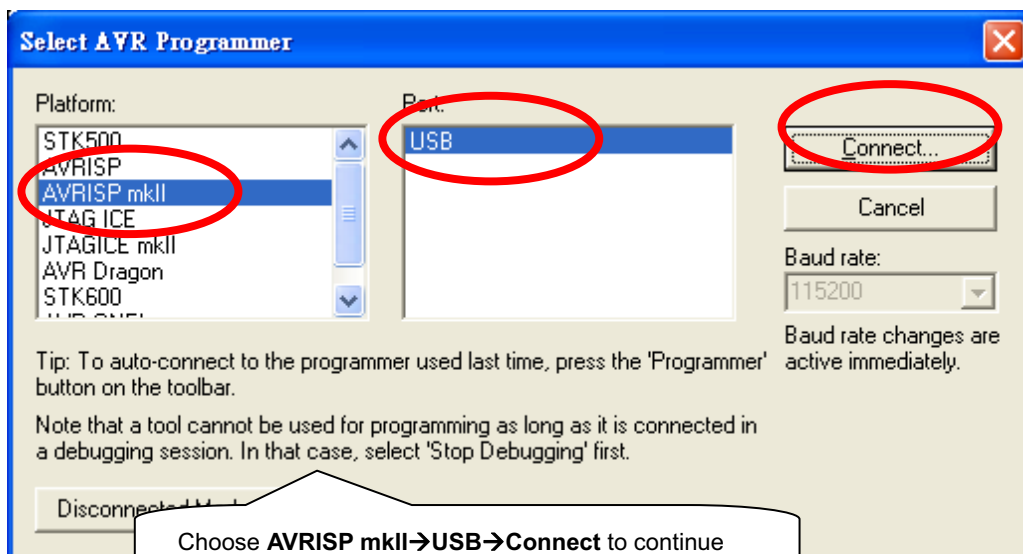 Select AVR Programmer
Platform:
STK500
AVRISP
AVRISP mkII
JTAG ICE
JTAGICE mkII
AVR Dragon
STK600
Port:
USB
Connect...
Cancel
Baud rate:
115200
Baud rate changes are
active immediately.
Tip: To auto-connect to the programmer used last time, press the 'Programmer'
button on the toolbar.
Note that a tool cannot be used for programming as long as it is connected in
a debugging session. In that case, select 'Stop Debugging' first.
Disconnected
Choose AVRISP mkII→USB→Connect to continue